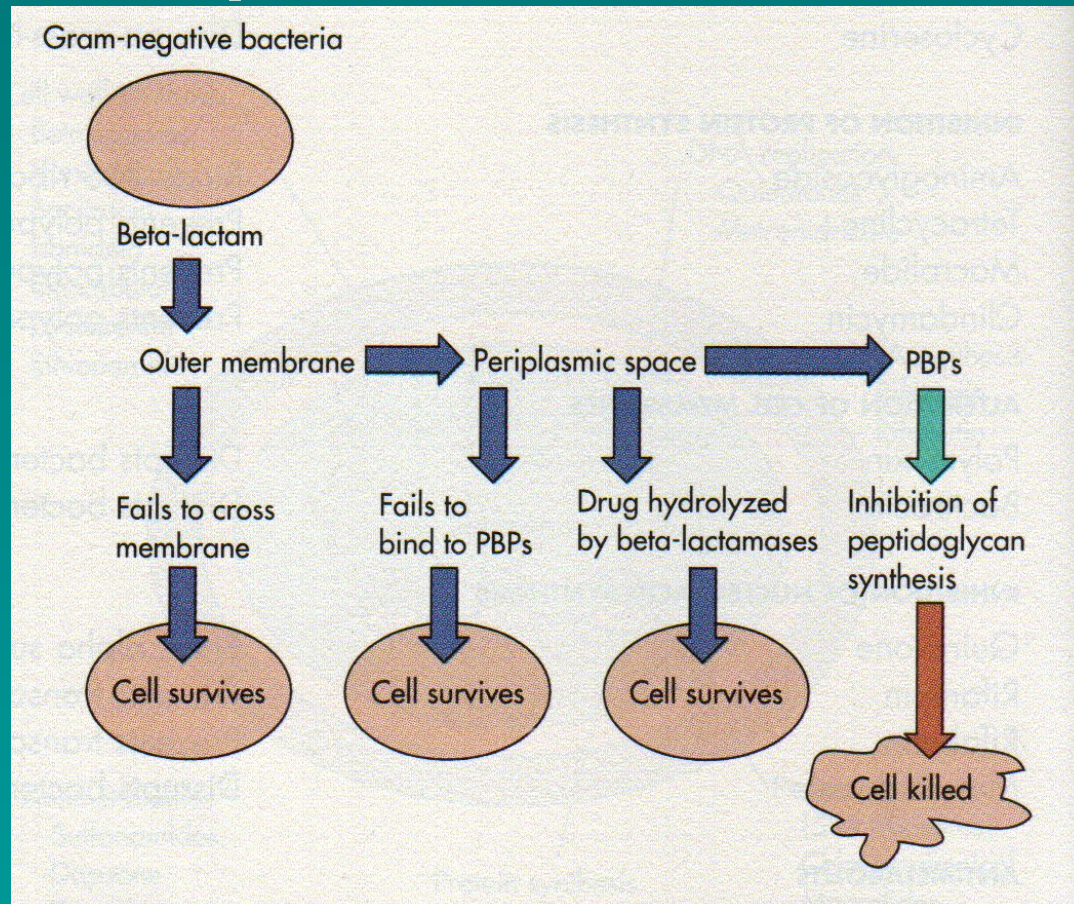 Gram-negative bacteria
Beta-lactam
Outer membrane
Periplasmic space
PBPs
Fails to cross
membrane
Fails to
bind to PBPs
Drug hydrolyzed
by beta-lactamases
Inhibition of
peptidoglycan
synthesis
Cell survives
Cell survives
Cell survives
Cell killed